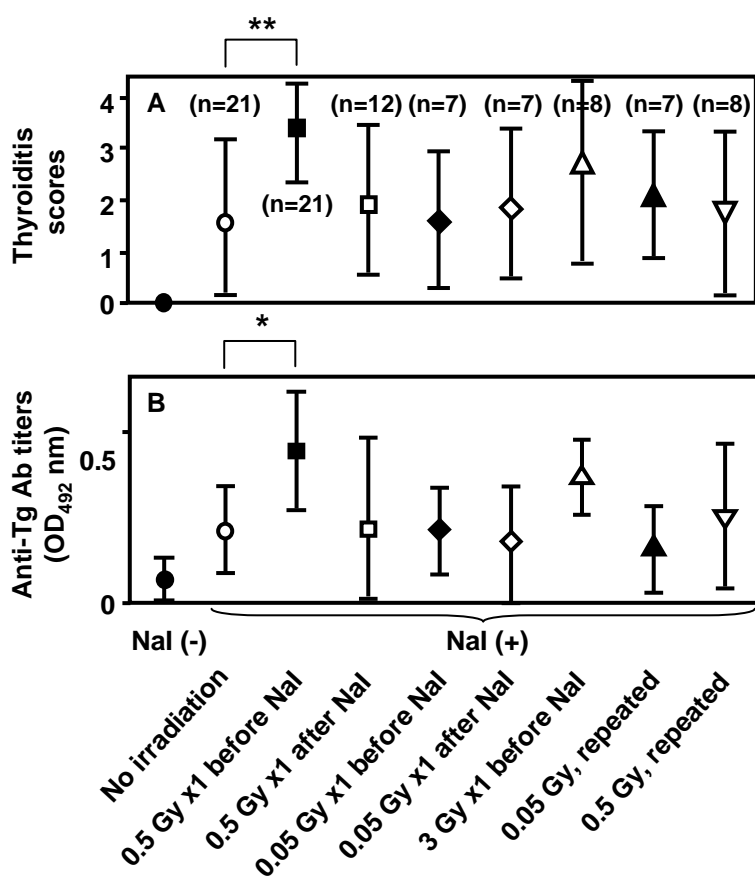 **
4
A
(n=21)
(n=12)
(n=7)
(n=7)
(n=8)
(n=7)
(n=8)
3
Thyroiditis
scores
2
(n=21)
1
0
*
B
0.5
Anti-Tg Ab titers
(OD492 nm)
0
NaI (-)
NaI (+)
No irradiation
0.5 Gy x1 before NaI
0.5 Gy x1 after NaI
0.05 Gy x1 before NaI
0.05 Gy x1 after NaI
3 Gy x1 before NaI
0.05 Gy, repeated
0.5 Gy, repeated